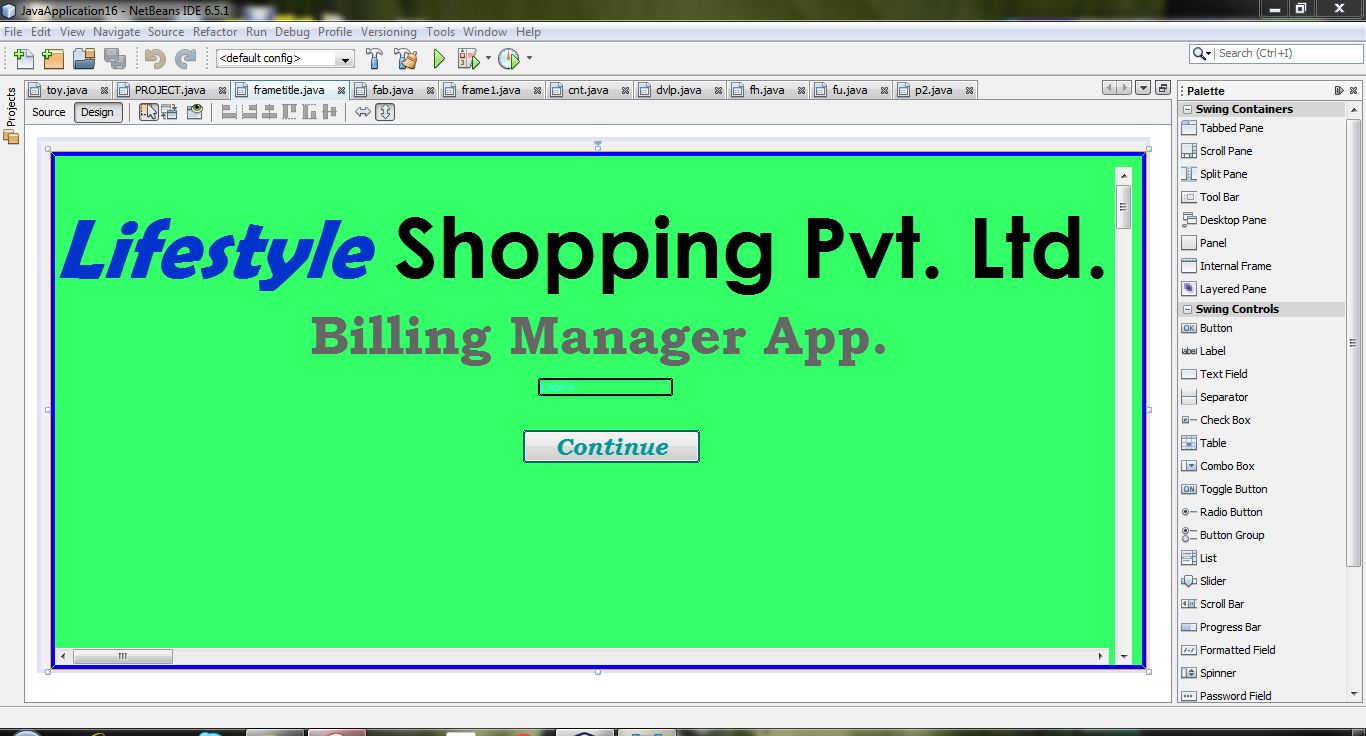 JavaApplication16 - NetBeans IDE 6.5.1
File Edit View Navigate Source Refactor Run Debug Profile Versioning Tools Window Help
<default config>
Search (Ctrl+I)
Projects
toy.java PROJECT.java frametitle.java fab.java frame1.java cnt.java dvlp.java fh.java fu.java p2.java
Source Design
Lifestyle Shopping Pvt. Ltd.
Billing Manager App.
Continue
Palette
Swing Containers
Tabbed Pane
Scroll Pane
Split Pane
Tool Bar
Desktop Pane
Panel
Internal Frame
Layered Pane
Swing Controls
OK Button
label Label
Text Field
Separator
Check Box
Table
Combo Box
ON Toggle Button
Radio Button
Button Group
List
Slider
Scroll Bar
Progress Bar
Formatted Field
Spinner
Password Field